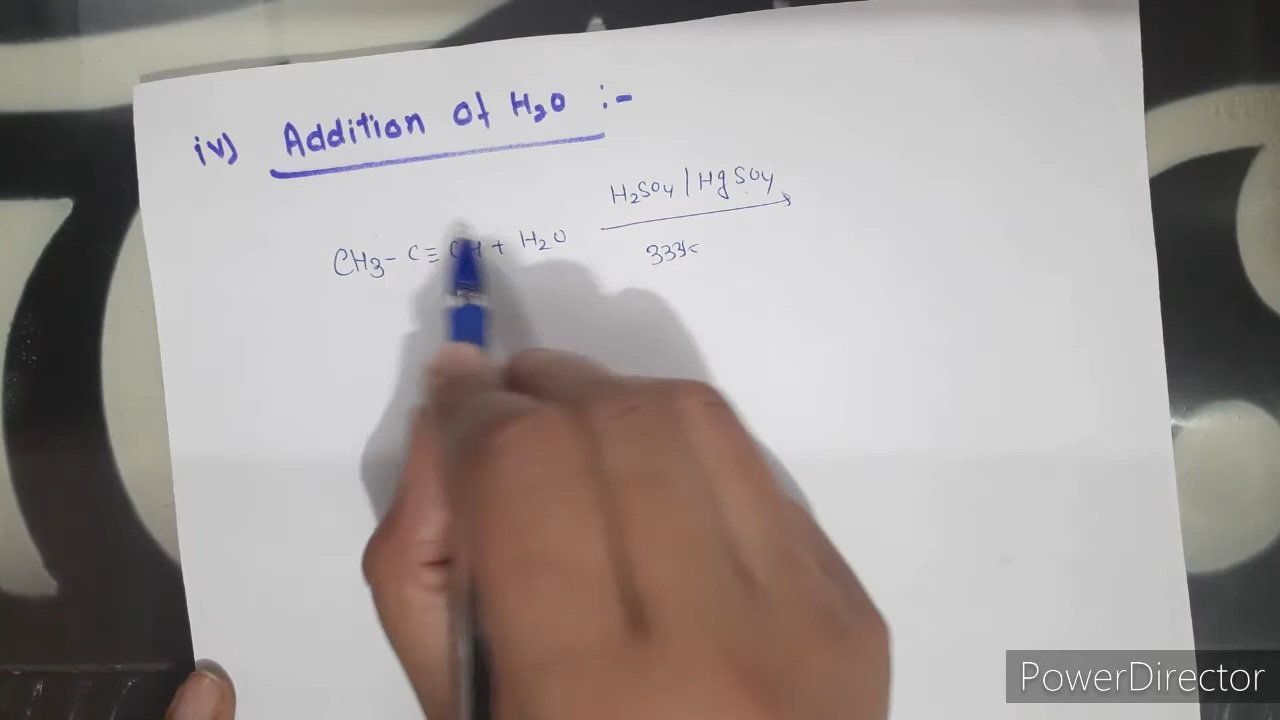 iv) Addition of H₂O :-
H₂SO₄ | HgSO₄
CH₃- C≡ CH + H₂O
333K
PowerDirector